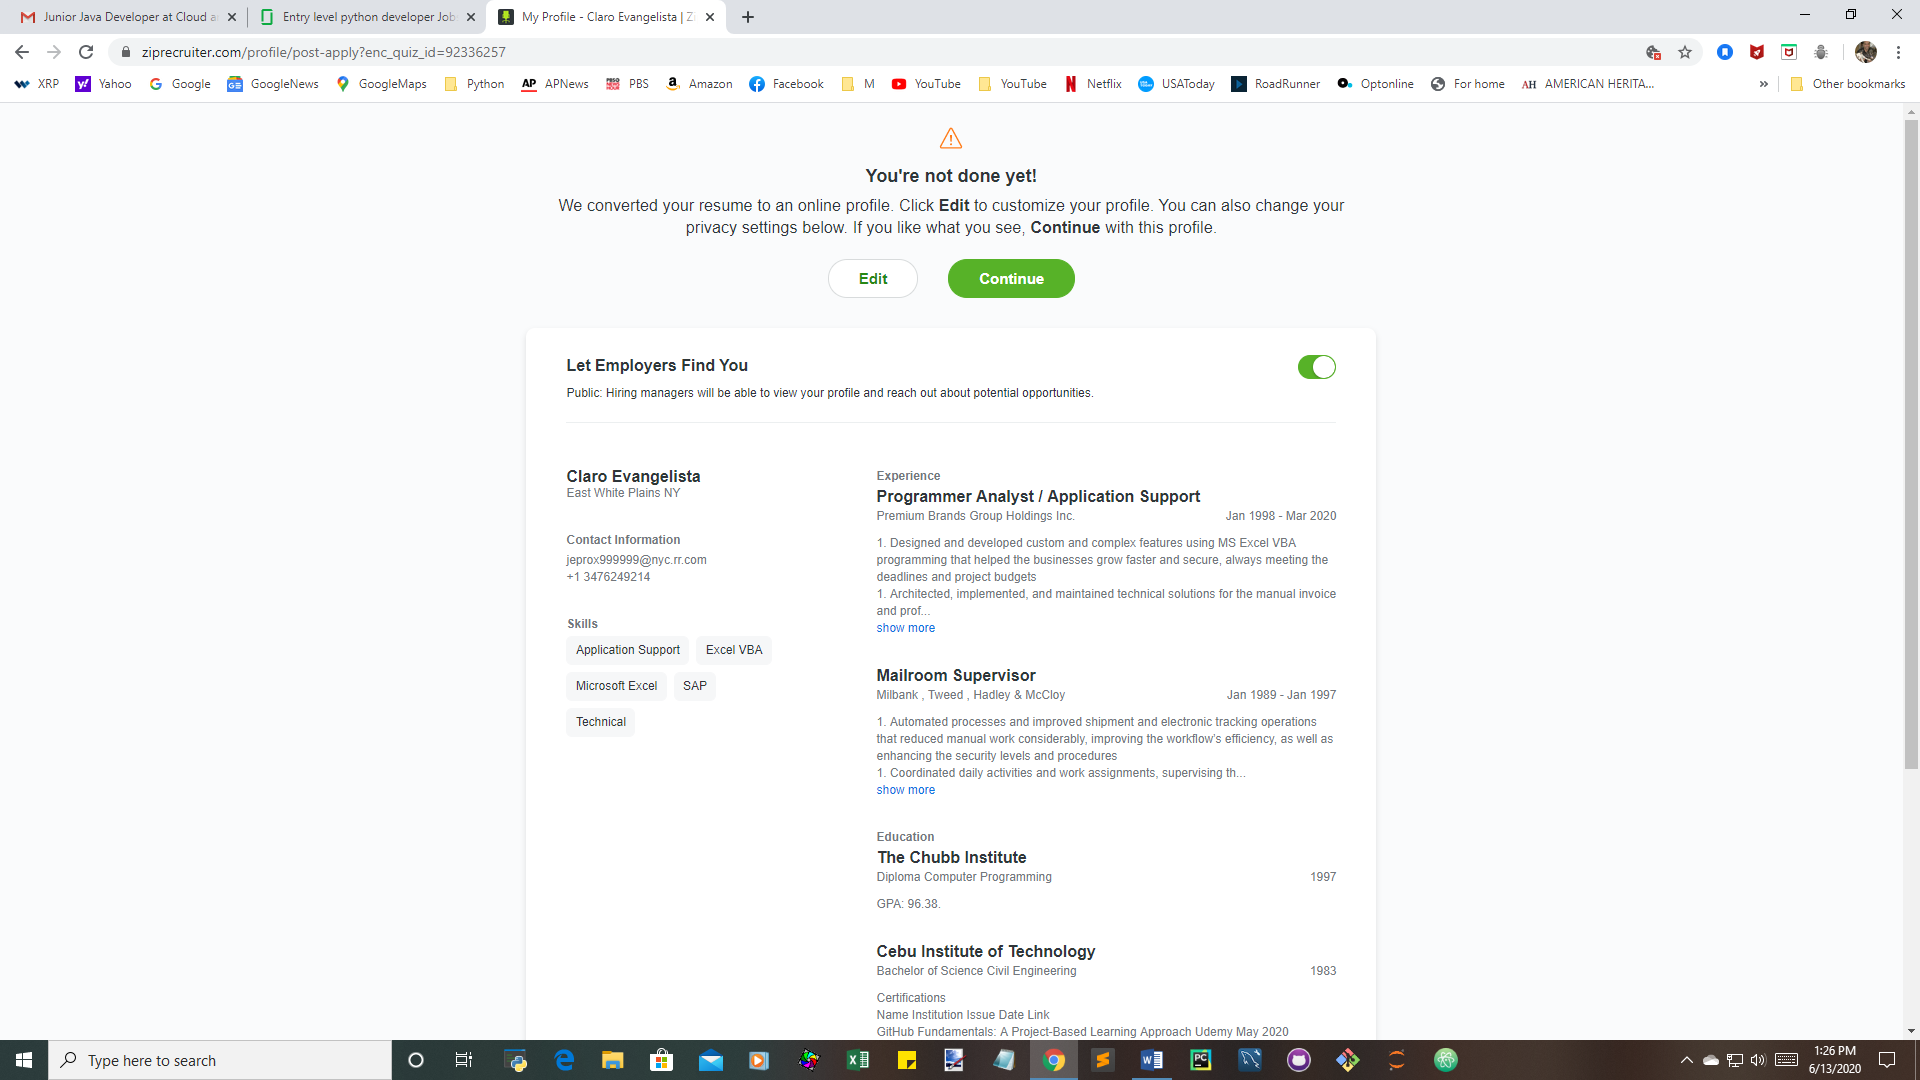 Junior Java Developer at Cloud a
Entry level python developer Job
My Profile - Claro Evangelista | Z
ziprecruiter.com/profile/post-apply?enc_quiz_id=92336257
XRP
Yahoo
Google
GoogleNews
GoogleMaps
Python
APNews
PBS
Amazon
Facebook
M
YouTube
YouTube
Netflix
USAToday
RoadRunner
Optonline
For home
AH AMERICAN HERITA...
Other bookmarks
You're not done yet!
We converted your resume to an online profile. Click Edit to customize your profile. You can also change your
privacy settings below. If you like what you see, Continue with this profile.
Edit
Continue
Let Employers Find You
Public: Hiring managers will be able to view your profile and reach out about potential opportunities.
Claro Evangelista
East White Plains NY
Contact Information
jeprox999999@nyc.rr.com
+1 3476249214
Skills
Application Support
Excel VBA
Microsoft Excel
SAP
Technical
Experience
Programmer Analyst / Application Support
Premium Brands Group Holdings Inc.
Jan 1998 - Mar 2020
1. Designed and developed custom and complex features using MS Excel VBA
programming that helped the businesses grow faster and secure, always meeting the
deadlines and project budgets
1. Architected, implemented, and maintained technical solutions for the manual invoice
and prof...
show more
Mailroom Supervisor
Milbank , Tweed , Hadley & McCloy
Jan 1989 - Jan 1997
1. Automated processes and improved shipment and electronic tracking operations
that reduced manual work considerably, improving the workflow's efficiency, as well as
enhancing the security levels and procedures
1. Coordinated daily activities and work assignments, supervising th...
show more
Education
The Chubb Institute
Diploma Computer Programming
1997
GPA: 96.38.
Cebu Institute of Technology
Bachelor of Science Civil Engineering
1983
Certifications
Name Institution Issue Date Link
GitHub Fundamentals: A Project-Based Learning Approach Udemy May 2020
Type here to search
1:26 PM
6/13/2020